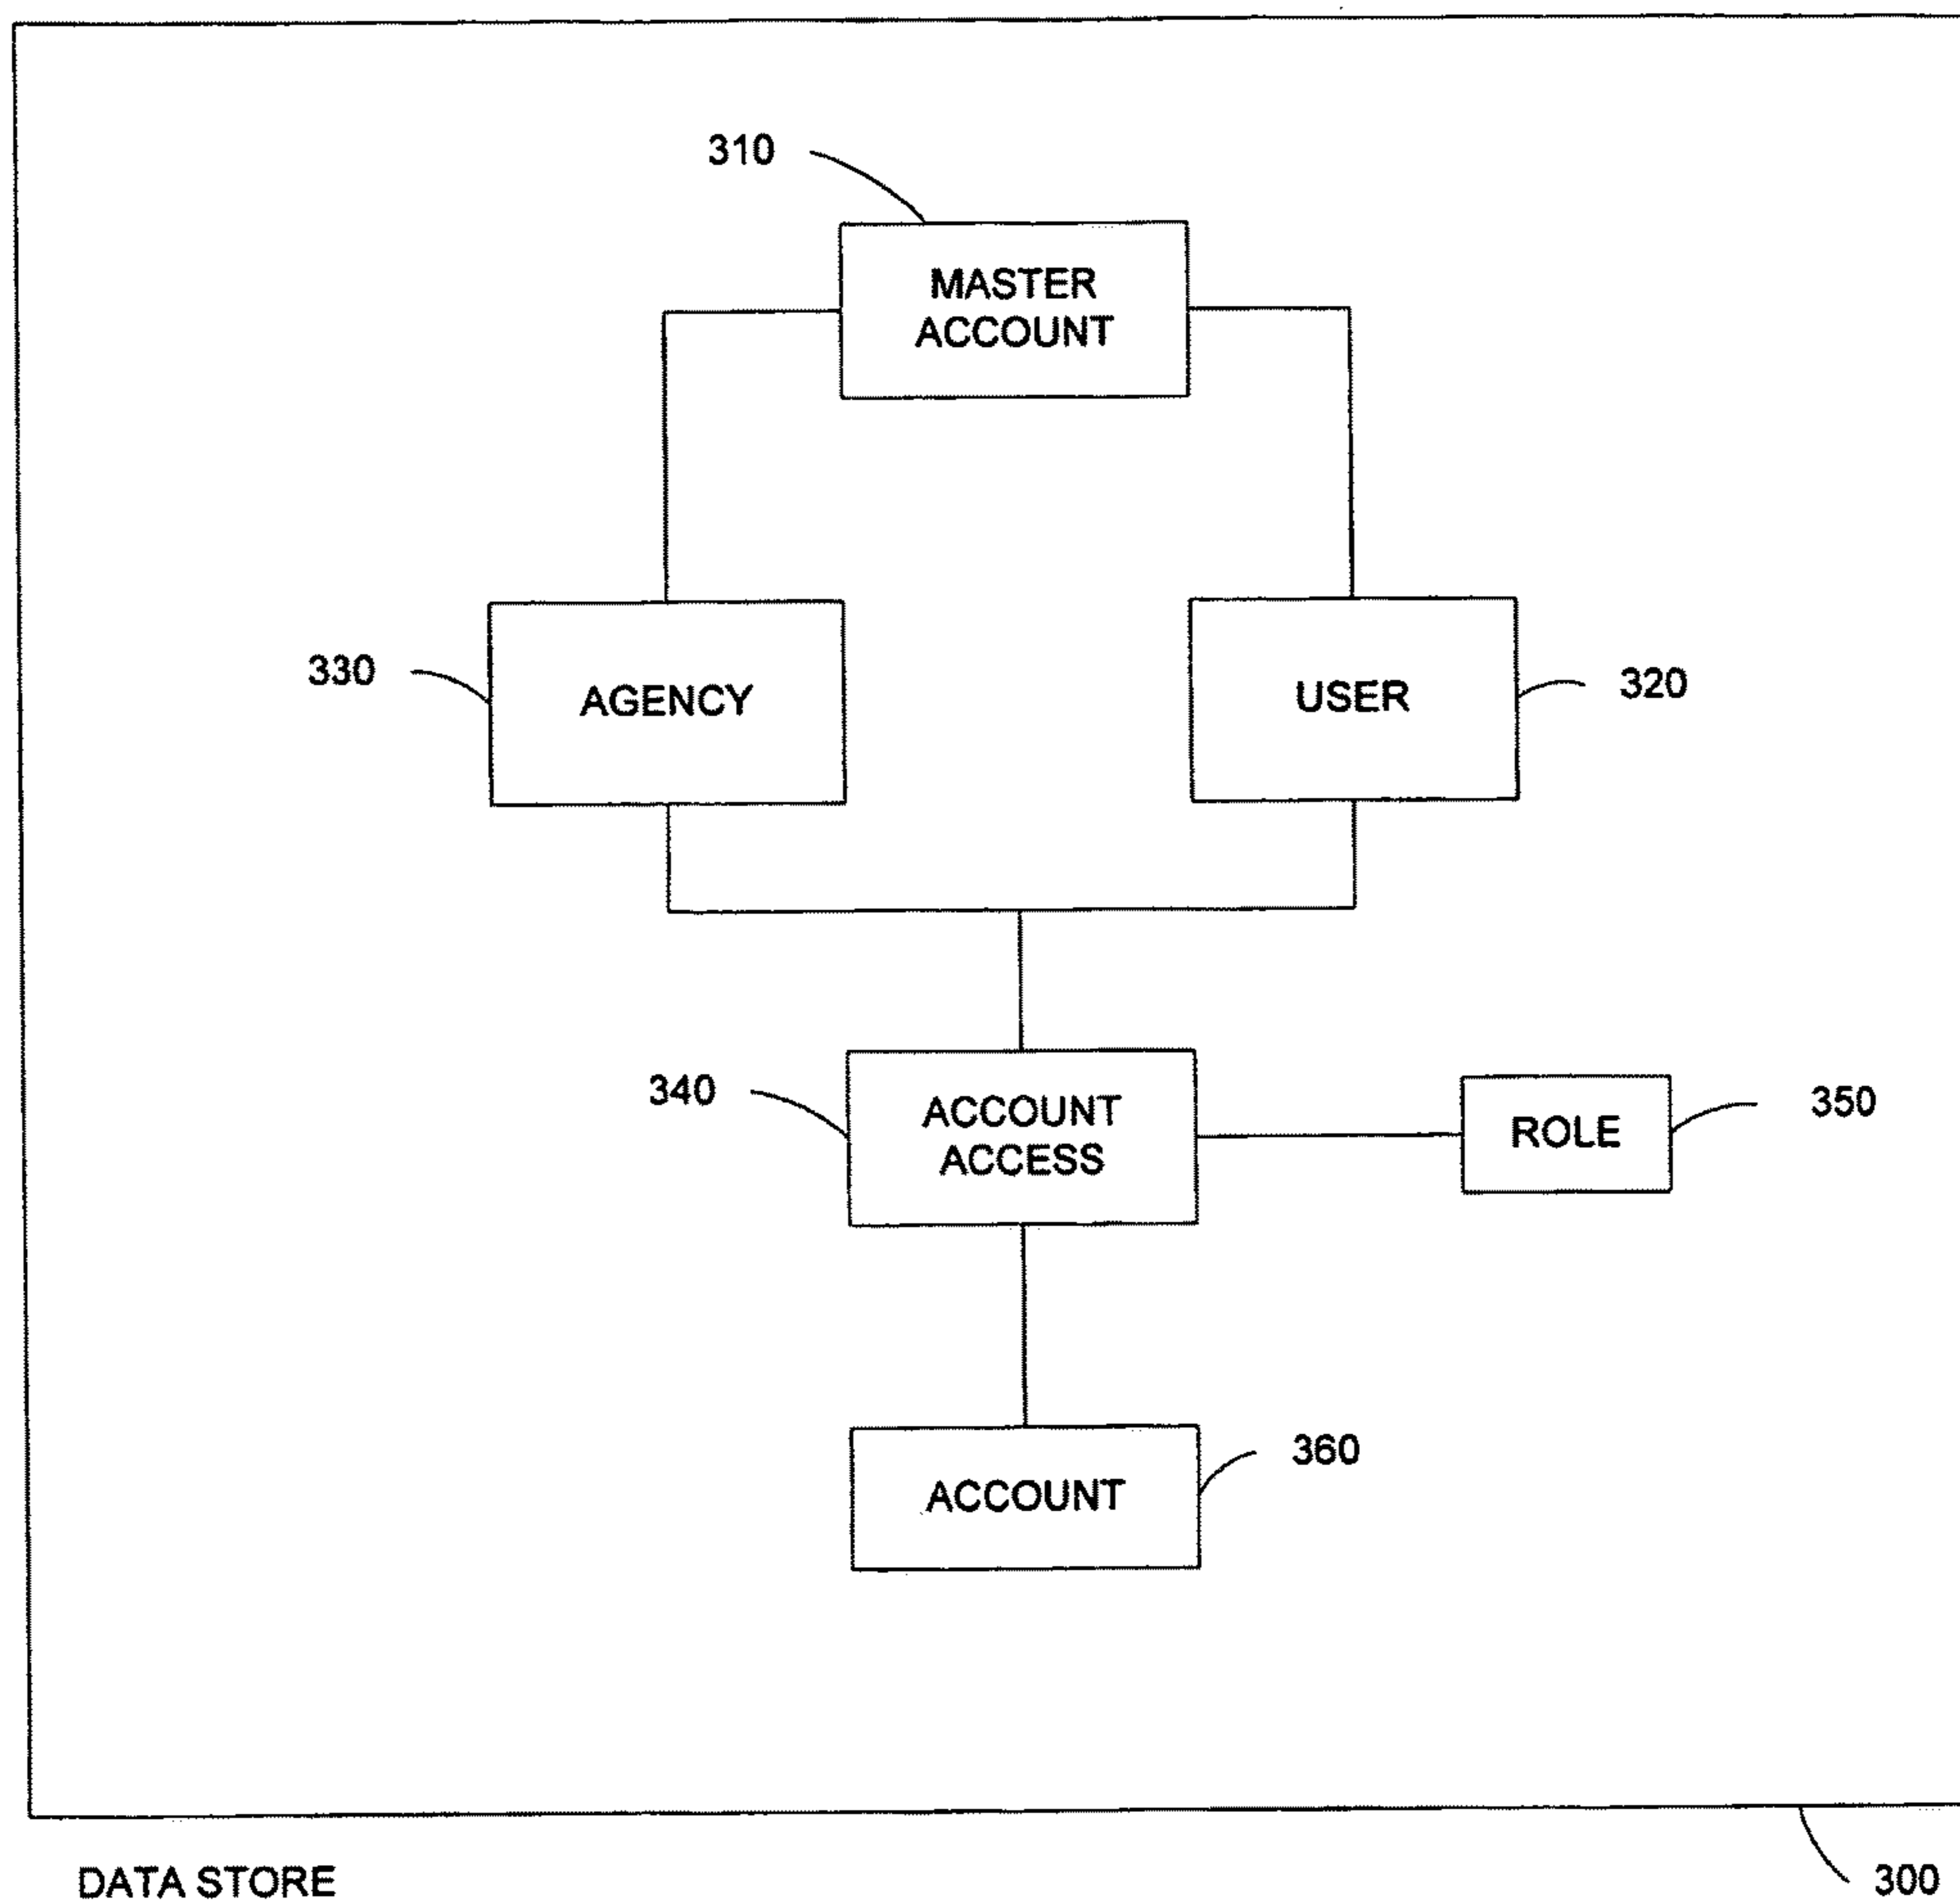 310
MASTER
ACCOUNT
330
AGENCY
USER
320
340
ACCOUNT
ACCESS
ROLE
350
ACCOUNT
360
DATA STORE
300